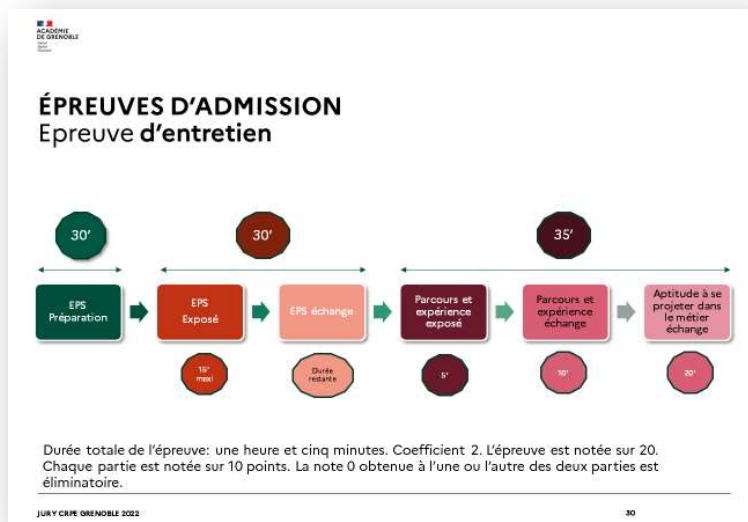 ACADÉMIE
DE GRENOBLE
ÉPREUVES D'ADMISSION
Epreuve d'entretien
30'
30'
35'
EPS
Préparation
EPS
Exposé
EPS échange
Parcours et
expérience
exposé
Parcours et
expérience
échange
Aptitude à se
projeter dans
le métier
échange
15'
maxi
Durée
restante
5'
10'
20'
Durée totale de l'épreuve: une heure et cinq minutes. Coefficient 2. L'épreuve est notée sur 20.
Chaque partie est notée sur 10 points. La note 0 obtenue à l'une ou l'autre des deux parties est
éliminatoire.
JURY CRPE GRENOBLE 2022
30